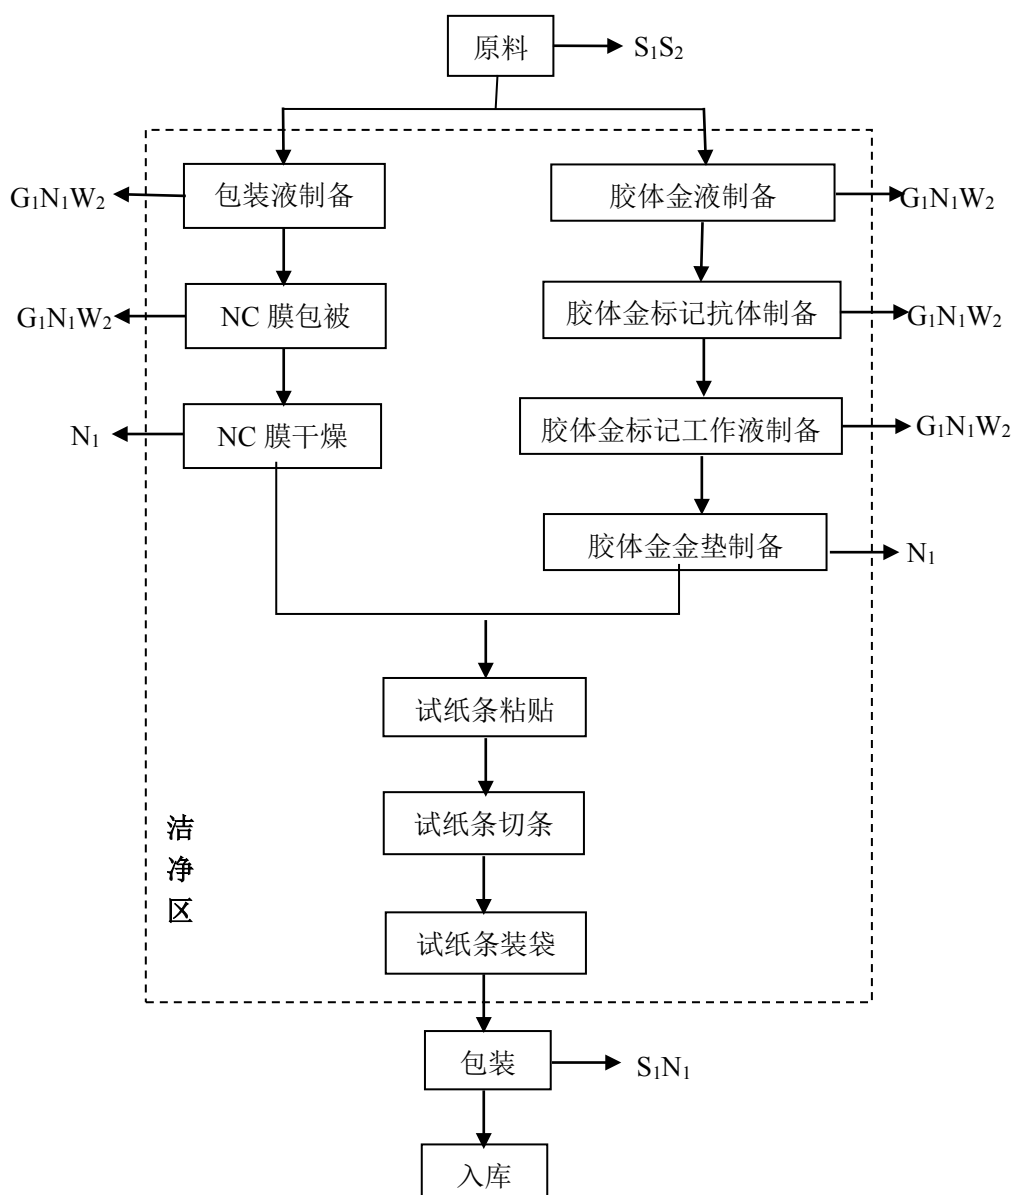 原料
S₁S₂
G₁N₁W₂
包装液制备
胶体金液制备
G₁N₁W₂
G₁N₁W₂
NC 膜包被
胶体金标记抗体制备
G₁N₁W₂
N₁
NC 膜干燥
胶体金标记工作液制备
G₁N₁W₂
胶体金金垫制备
N₁
试纸条粘贴
试纸条切条
洁
净
区
试纸条装袋
包装
S₁N₁
入库